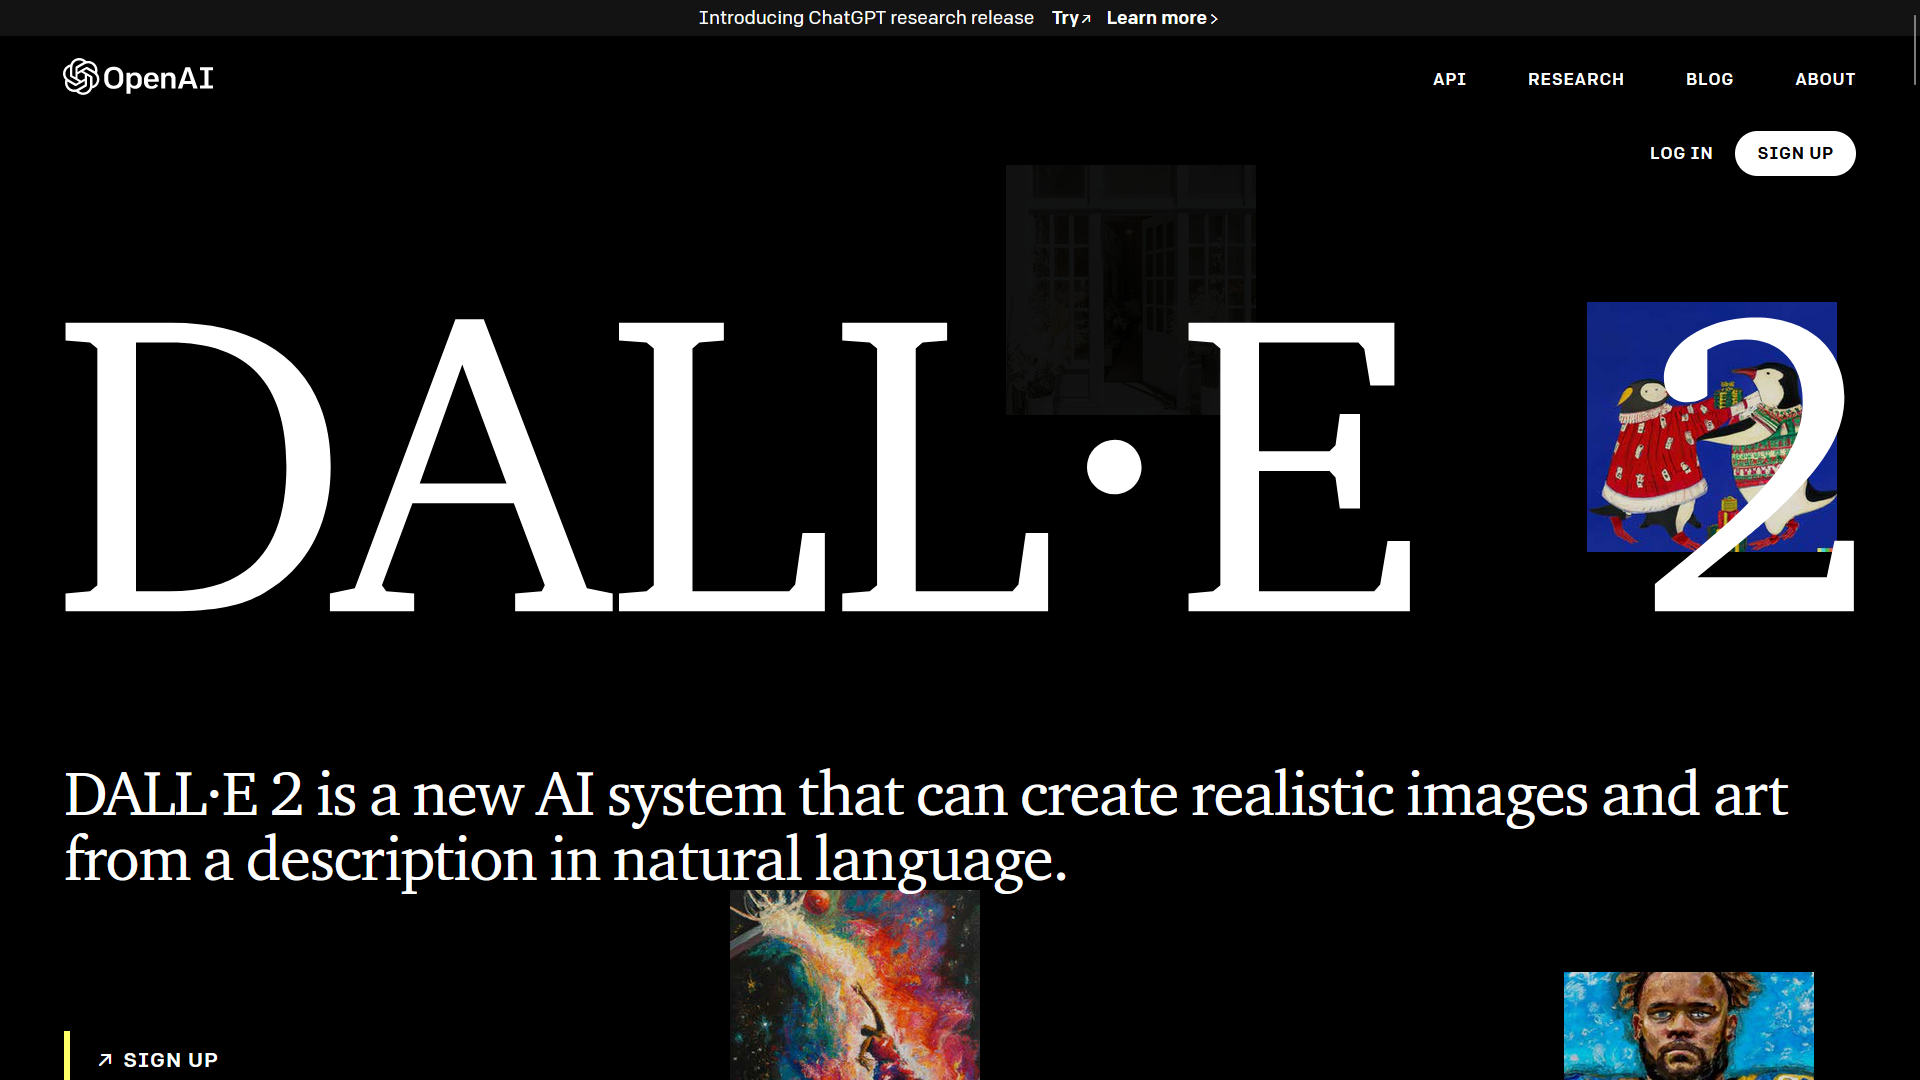 Introducing ChatGPT research release Try↗ Learn more ›
OpenAI
API RESEARCH BLOG ABOUT
LOG IN SIGN UP
DALL·E 2
DALL·E 2 is a new AI system that can create realistic images and art
from a description in natural language.
↗ SIGN UP